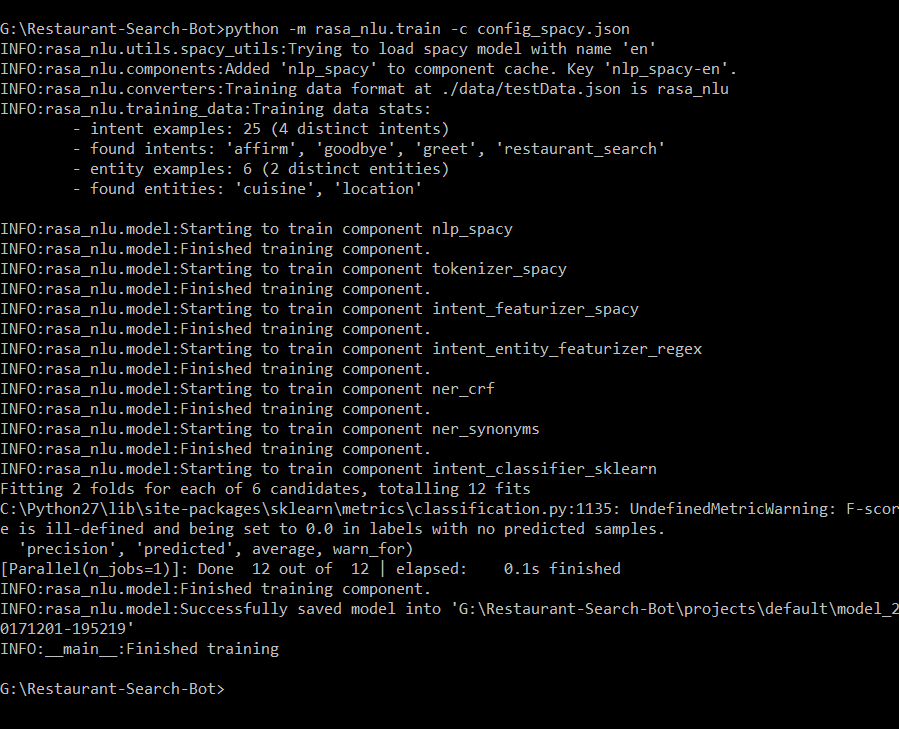 G:\Restaurant-Search-Bot>python -m rasa_nlu.train -c config_spacy.json
INFO:rasa_nlu.utils.spacy_utils:Trying to load spacy model with name 'en'
INFO:rasa_nlu.components:Added 'nlp_spacy' to component cache. Key 'nlp_spacy-en'.
INFO:rasa_nlu.converters:Training data format at ./data/testData.json is rasa_nlu
INFO:rasa_nlu.training_data:Training data stats:
        - intent examples: 25 (4 distinct intents)
        - found intents: 'affirm', 'goodbye', 'greet', 'restaurant_search'
        - entity examples: 6 (2 distinct entities)
        - found entities: 'cuisine', 'location'

INFO:rasa_nlu.model:Starting to train component nlp_spacy
INFO:rasa_nlu.model:Finished training component.
INFO:rasa_nlu.model:Starting to train component tokenizer_spacy
INFO:rasa_nlu.model:Finished training component.
INFO:rasa_nlu.model:Starting to train component intent_featurizer_spacy
INFO:rasa_nlu.model:Finished training component.
INFO:rasa_nlu.model:Starting to train component intent_entity_featurizer_regex
INFO:rasa_nlu.model:Finished training component.
INFO:rasa_nlu.model:Starting to train component ner_crf
INFO:rasa_nlu.model:Finished training component.
INFO:rasa_nlu.model:Starting to train component ner_synonyms
INFO:rasa_nlu.model:Finished training component.
INFO:rasa_nlu.model:Starting to train component intent_classifier_sklearn
Fitting 2 folds for each of 6 candidates, totalling 12 fits
C:\Python27\lib\site-packages\sklearn\metrics\classification.py:1135: UndefinedMetricWarning: F-scor
e is ill-defined and being set to 0.0 in labels with no predicted samples.
  'precision', 'predicted', average, warn_for)
[Parallel(n_jobs=1)]: Done  12 out of  12 | elapsed:    0.1s finished
INFO:rasa_nlu.model:Finished training component.
INFO:rasa_nlu.model:Successfully saved model into 'G:\Restaurant-Search-Bot\projects\default\model_2
0171201-195219'
INFO:__main__:Finished training

G:\Restaurant-Search-Bot>